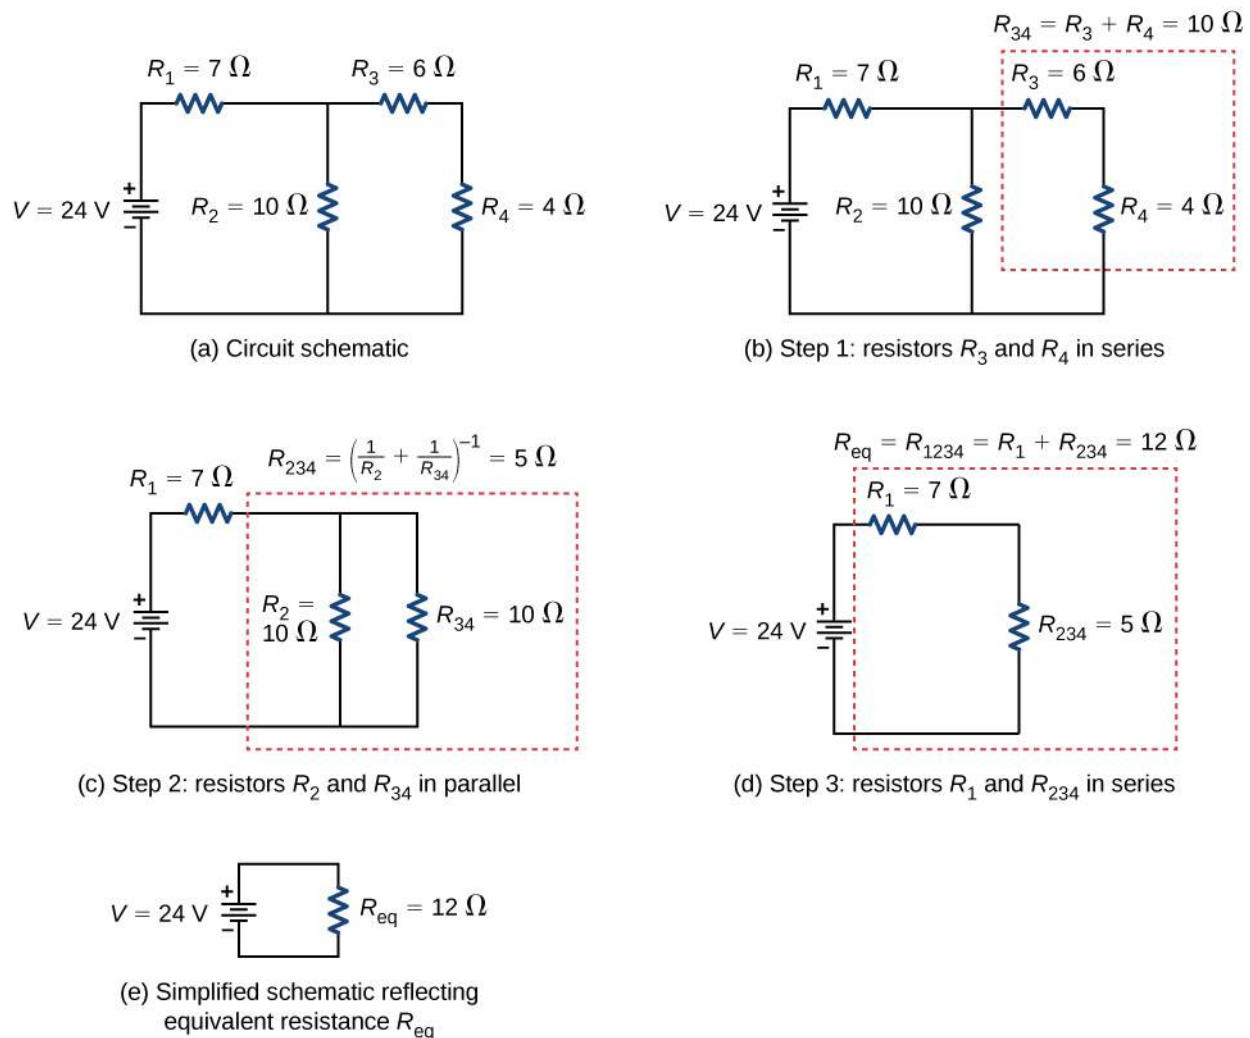 R₁ = 7 Ω
R₃ = 6 Ω
V = 24 V
+
−
R₂ = 10 Ω
R₄ = 4 Ω
(a) Circuit schematic
R₃₄ = R₃ + R₄ = 10 Ω
R₁ = 7 Ω
R₃ = 6 Ω
V = 24 V
+
−
R₂ = 10 Ω
R₄ = 4 Ω
(b) Step 1: resistors R₃ and R₄ in series
R₂₃₄ = (1/R₂ + 1/R₃₄)⁻¹ = 5 Ω
R₁ = 7 Ω
V = 24 V
+
−
R₂ =
10 Ω
R₃₄ = 10 Ω
(c) Step 2: resistors R₂ and R₃₄ in parallel
R_eq = R₁₂₃₄ = R₁ + R₂₃₄ = 12 Ω
R₁ = 7 Ω
V = 24 V
+
−
R₂₃₄ = 5 Ω
(d) Step 3: resistors R₁ and R₂₃₄ in series
V = 24 V
+
−
R_eq = 12 Ω
(e) Simplified schematic reflecting
equivalent resistance R_eq